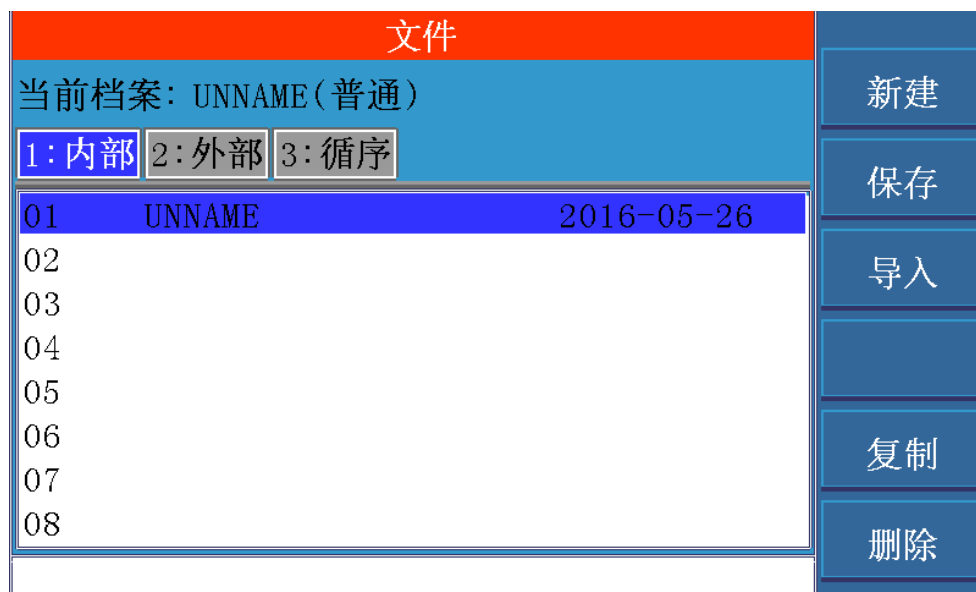 文件
当前档案: UNNAME(普通)
1:内部 2:外部 3:循序
01 UNNAME 2016-05-26
02
03
04
05
06
07
08
新建
保存
导入
复制
删除